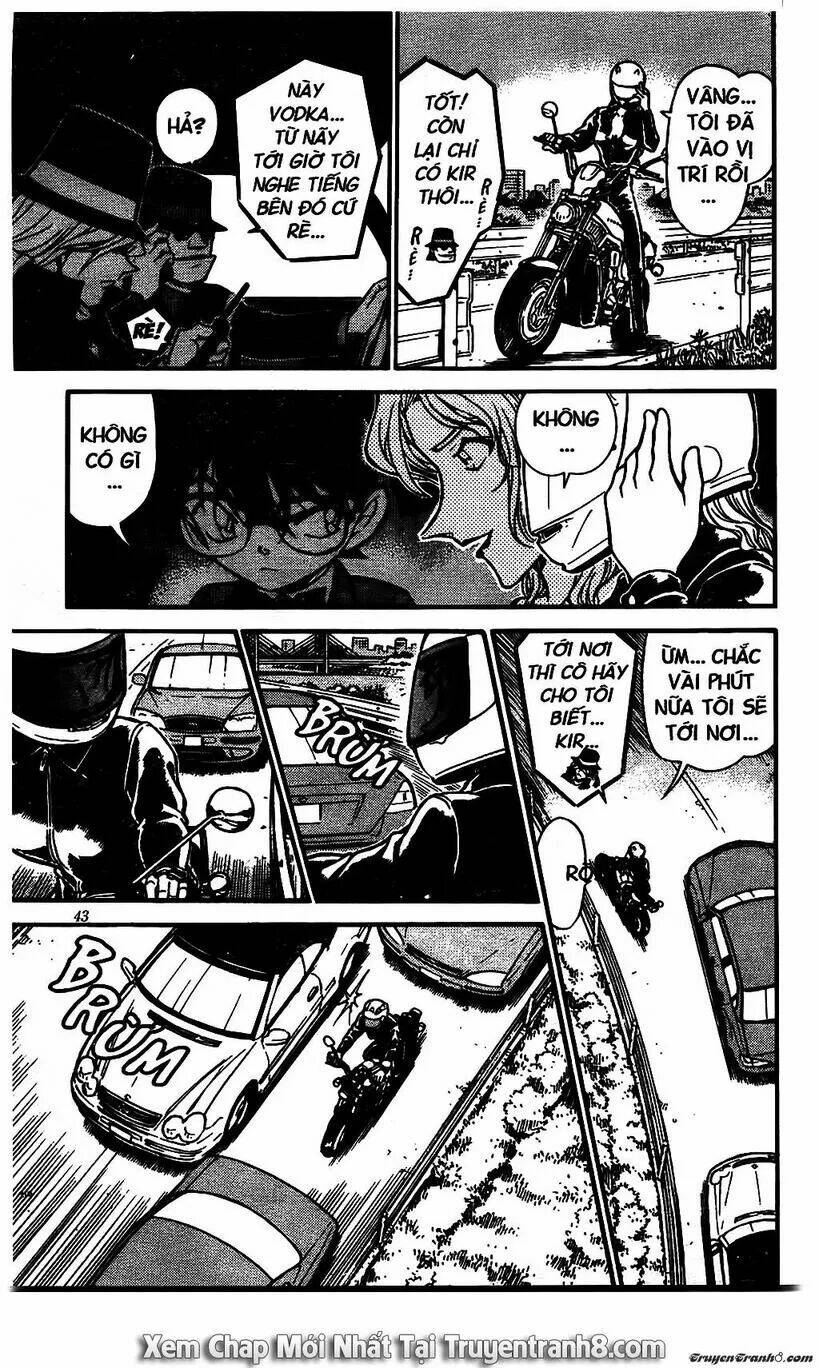 VÂNG...
TÔI ĐÃ
VÀO VỊ
TRÍ RỒI
...
TỐT!
CÒN
LẠI CHỈ
CÓ KIR
THÔI...
RÈ...
RÈ...
NÀY
VODKA...
TỪ NÃY
TỚI GIỜ TÔI
NGHE TIẾNG
BÊN ĐÓ CỨ
RÈ...
HẢ?
RÈ!
KHÔNG
...
KHÔNG
CÓ GÌ
...
ỪM... CHẮC
VÀI PHÚT
NỮA TÔI SẼ
TỚI NƠI...
TỚI NƠI
THÌ CÔ HÃY
CHO TÔI
BIẾT...
KIR...
BRỪM
BRỪM
43
Xem Chap Mới Nhất Tại Truyentranh8.com
TruyenTranh8.com